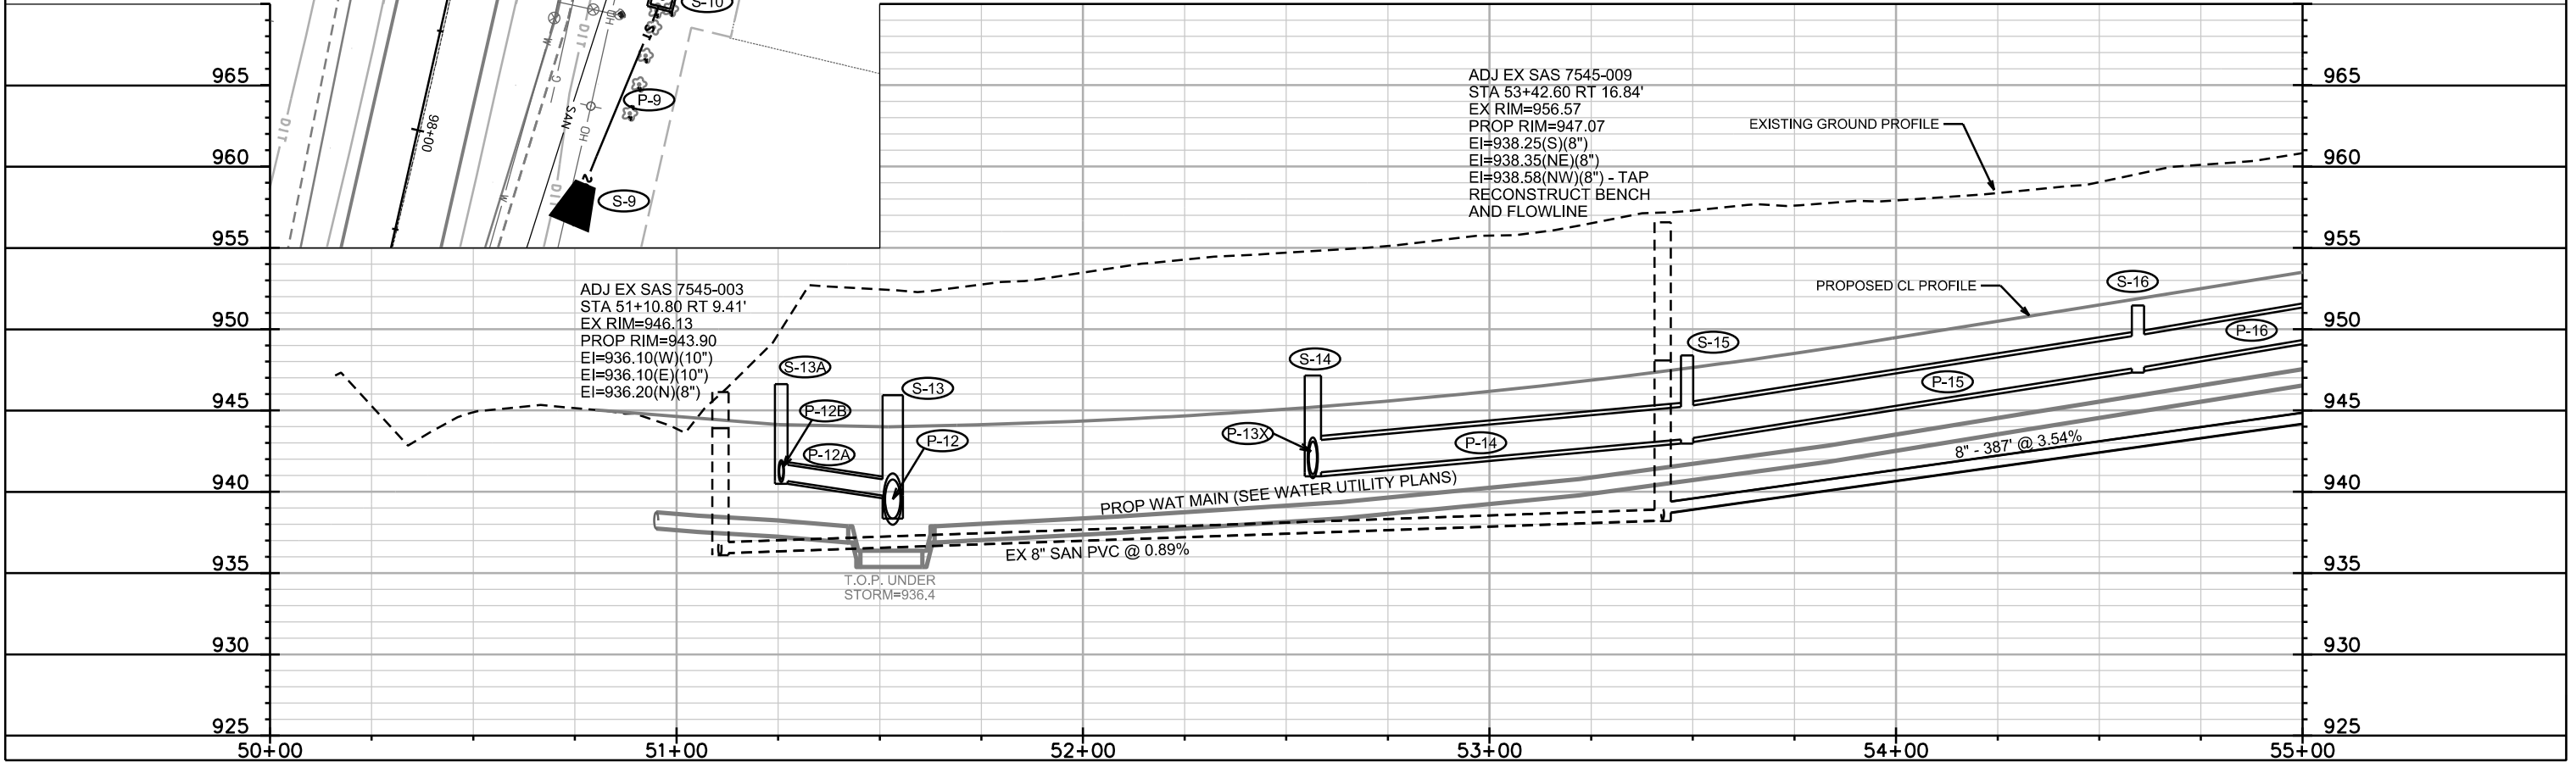 S-10
ST
OH
DIT
W
P-9
G
SAN
OH
98+00
DIT
DIT
W
2
S-9
965
960
955
950
945
940
935
930
925
ADJ EX SAS 7545-009
STA 53+42.60 RT 16.84'
EX RIM=956.57
PROP RIM=947.07
EI=938.25(S)(8")
EI=938.35(NE)(8")
EI=938.58(NW)(8") - TAP
RECONSTRUCT BENCH
AND FLOWLINE
EXISTING GROUND PROFILE
ADJ EX SAS 7545-003
STA 51+10.80 RT 9.41'
EX RIM=946.13
PROP RIM=943.90
EI=936.10(W)(10")
EI=936.10(E)(10")
EI=936.20(N)(8")
PROPOSED CL PROFILE
S-13A
S-13
P-12B
P-12A
P-12
S-14
P-13X
P-14
S-15
P-15
S-16
P-16
PROP WAT MAIN (SEE WATER UTILITY PLANS)
8" - 387' @ 3.54%
EX 8" SAN PVC @ 0.89%
T.O.P. UNDER
STORM=936.4
965
960
955
950
945
940
935
930
925
50+00
51+00
52+00
53+00
54+00
55+00